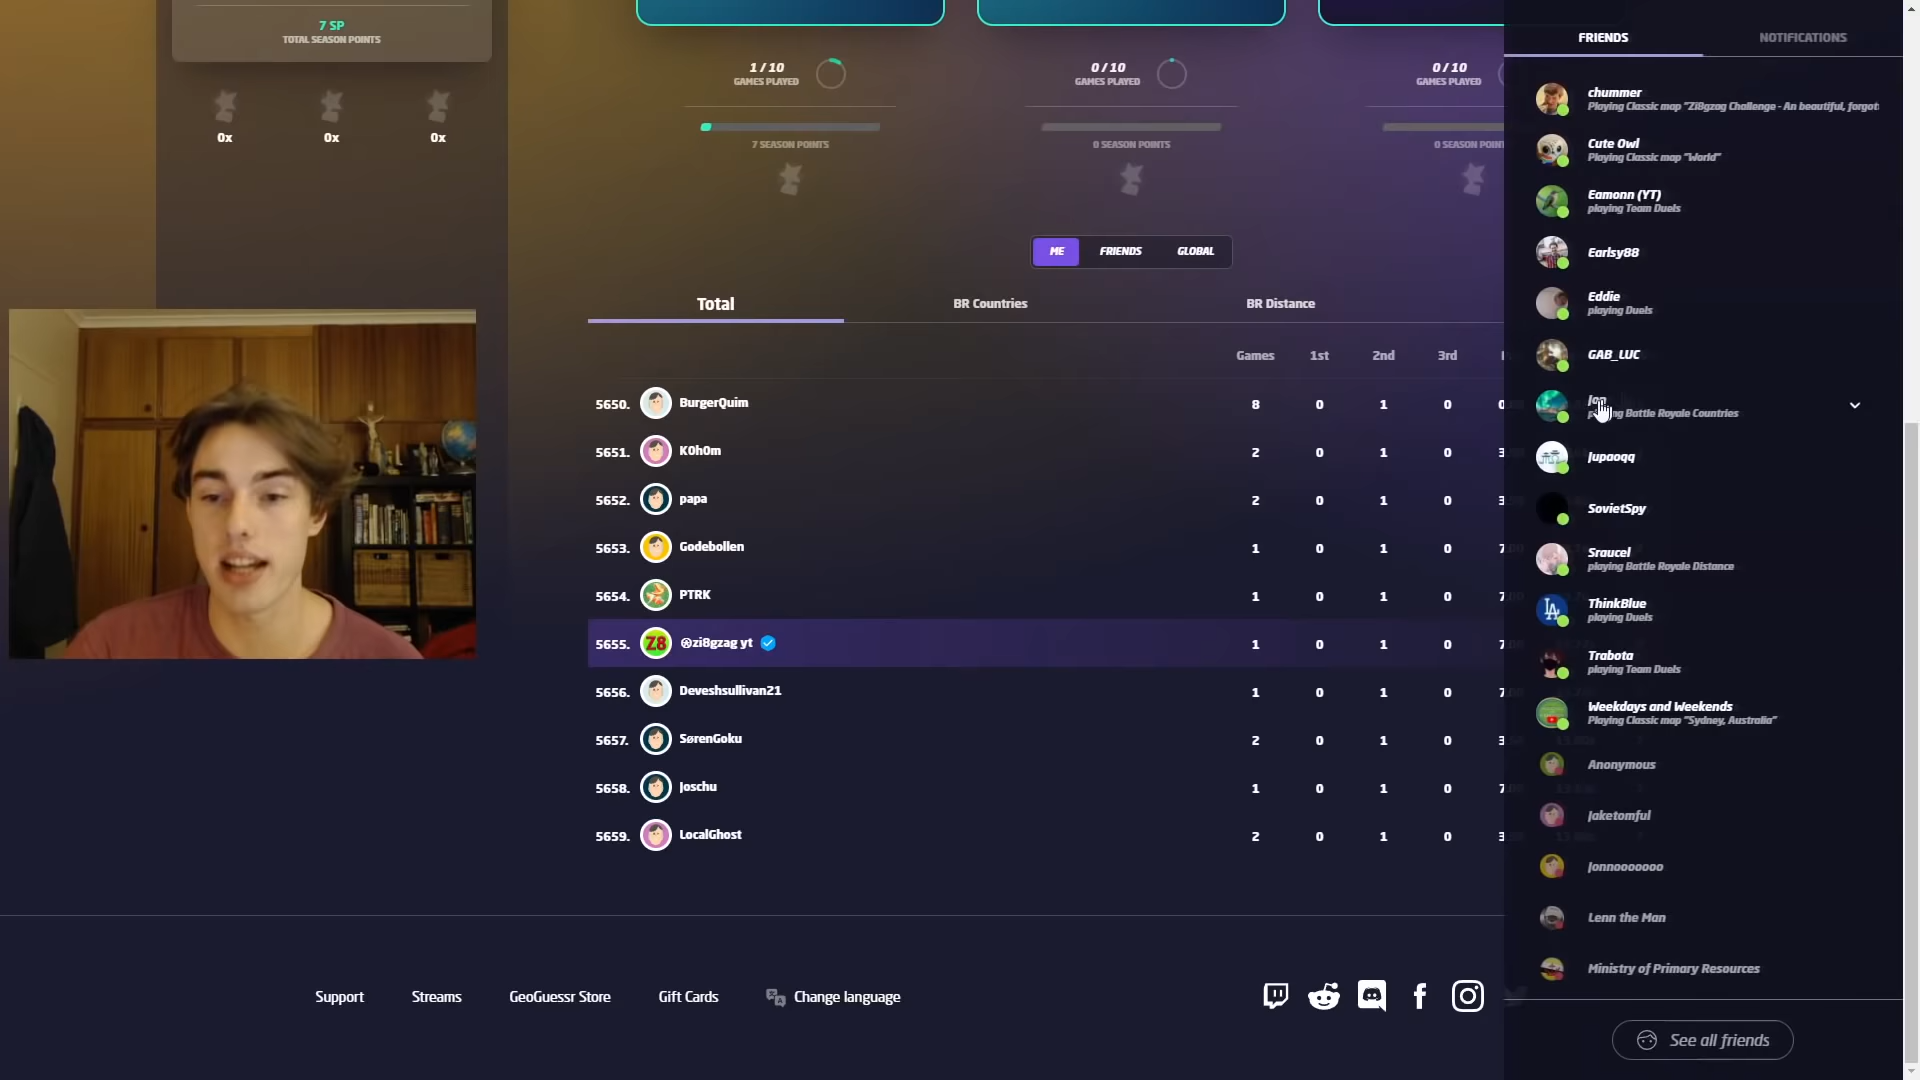 7 SP
TOTAL SEASON POINTS
0x 0x 0x
1 / 10
GAMES PLAYED
7 SEASON POINTS
0 / 10
GAMES PLAYED
0 SEASON POINTS
0 / 10
GAMES PLAYED
0 SEASON
ME FRIENDS GLOBAL
Total BR Countries BR Distance
Games 1st 2nd 3rd
5650. BurgerQuim 8 0 1 0
5651. K0h0m 2 0 1 0
5652. papa 2 0 1 0
5653. Godebollen 1 0 1 0
5654. PTRK 1 0 1 0
5655. Z8 @zi8gzag yt 1 0 1 0
5656. Deveshsullivan21 1 0 1 0
5657. SørenGoku 2 0 1 0
5658. Joschu 1 0 1 0
5659. LocalGhost 2 0 1 0
Support Streams GeoGuessr Store Gift Cards Change language
FRIENDS NOTIFICATIONS
chummer
Playing Classic map "Zi8gzag Challenge - An beautiful, forgot
Cute Owl
Playing Classic map "World"
Eamonn (YT)
playing Team Duels
Earlsy88
Eddie
playing Duels
GAB_LUC
Battle Royale Countries
Jupaoqq
SovietSpy
Sraucel
playing Battle Royale Distance
LA ThinkBlue
playing Duels
Trabota
playing Team Duels
Weekdays and Weekends
Playing Classic map "Sydney, Australia"
Anonymous
Jaketomful
Jonnooooooo
Lenn the Man
Ministry of Primary Resources
See all friends